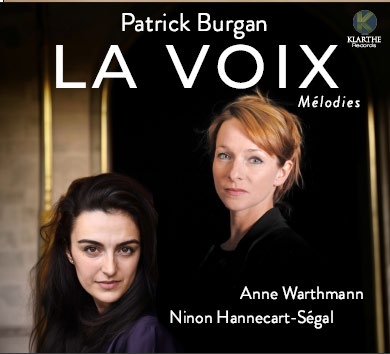 Patrick Burgan
LA VOIX
Mélodies
KLARTHE
Records
Anne Warthmann
Ninon Hannecart-Ségal